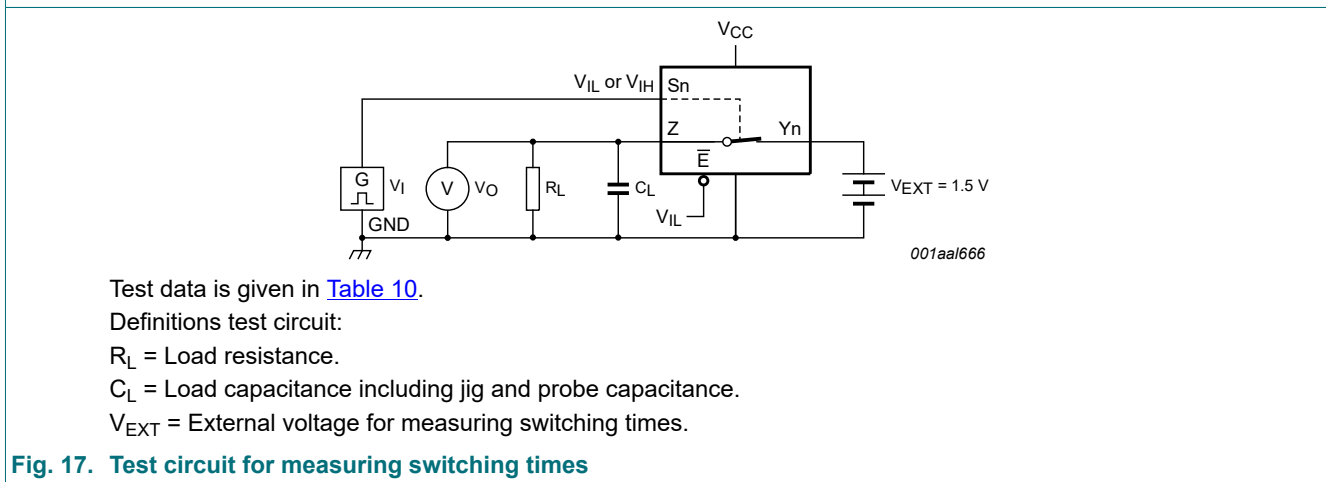 VCC
VIL or VIH
Sn
Z
Yn
E
G
VI
V
VO
RL
CL
VEXT = 1.5 V
VIL
GND
001aal666
Test data is given in Table 10.
Definitions test circuit:
RL = Load resistance.
CL = Load capacitance including jig and probe capacitance.
VEXT = External voltage for measuring switching times.
Fig. 17. Test circuit for measuring switching times